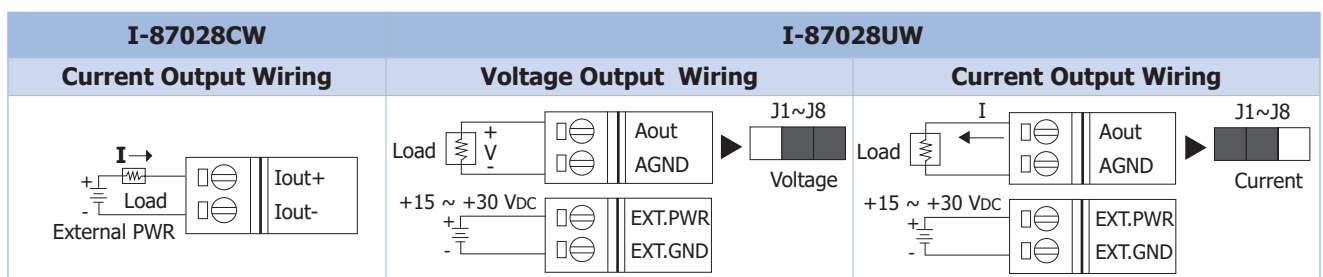 I-87028CW
I-87028UW
Current Output Wiring
Voltage Output Wiring
Current Output Wiring
I
+
-
Load
External PWR
Iout+
Iout-
Load
+
V
-
Aout
AGND
J1~J8
Voltage
+15 ~ +30 VDC
+
-
EXT.PWR
EXT.GND
I
Load
Aout
AGND
J1~J8
Current
+15 ~ +30 VDC
+
-
EXT.PWR
EXT.GND